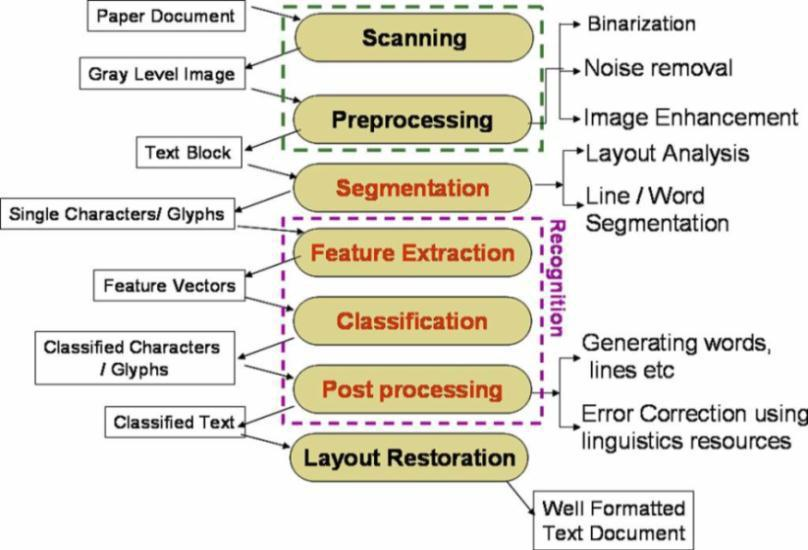 Paper Document
Scanning
Binarization
Gray Level Image
Noise removal
Preprocessing
Image Enhancement
Text Block
Layout Analysis
Segmentation
Line / Word
Segmentation
Single Characters/ Glyphs
Recognition
Feature Extraction
Feature Vectors
Classification
Classified Characters
/ Glyphs
Generating words,
lines etc
Post processing
Classified Text
Error Correction using
linguistics resources
Layout Restoration
Well Formatted
Text Document